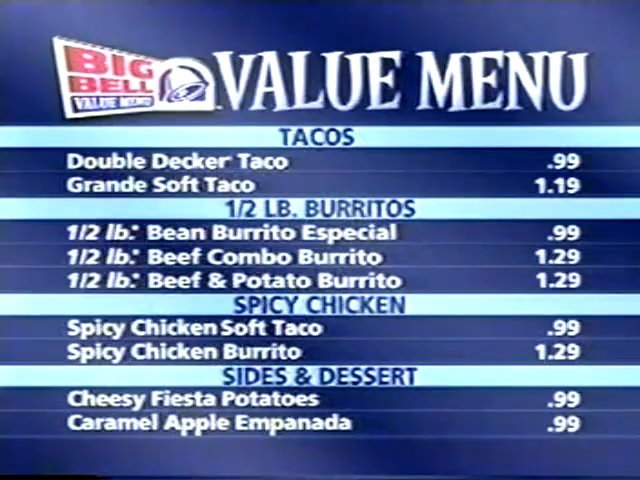 BIG
BELL
VALUE MENU
VALUE MENU
TACOS
Double Decker Taco .99
Grande Soft Taco 1.19
1/2 LB. BURRITOS
1/2 lb.* Bean Burrito Especial .99
1/2 lb.* Beef Combo Burrito 1.29
1/2 lb.* Beef & Potato Burrito 1.29
SPICY CHICKEN
Spicy Chicken Soft Taco .99
Spicy Chicken Burrito 1.29
SIDES & DESSERT
Cheesy Fiesta Potatoes .99
Caramel Apple Empanada .99